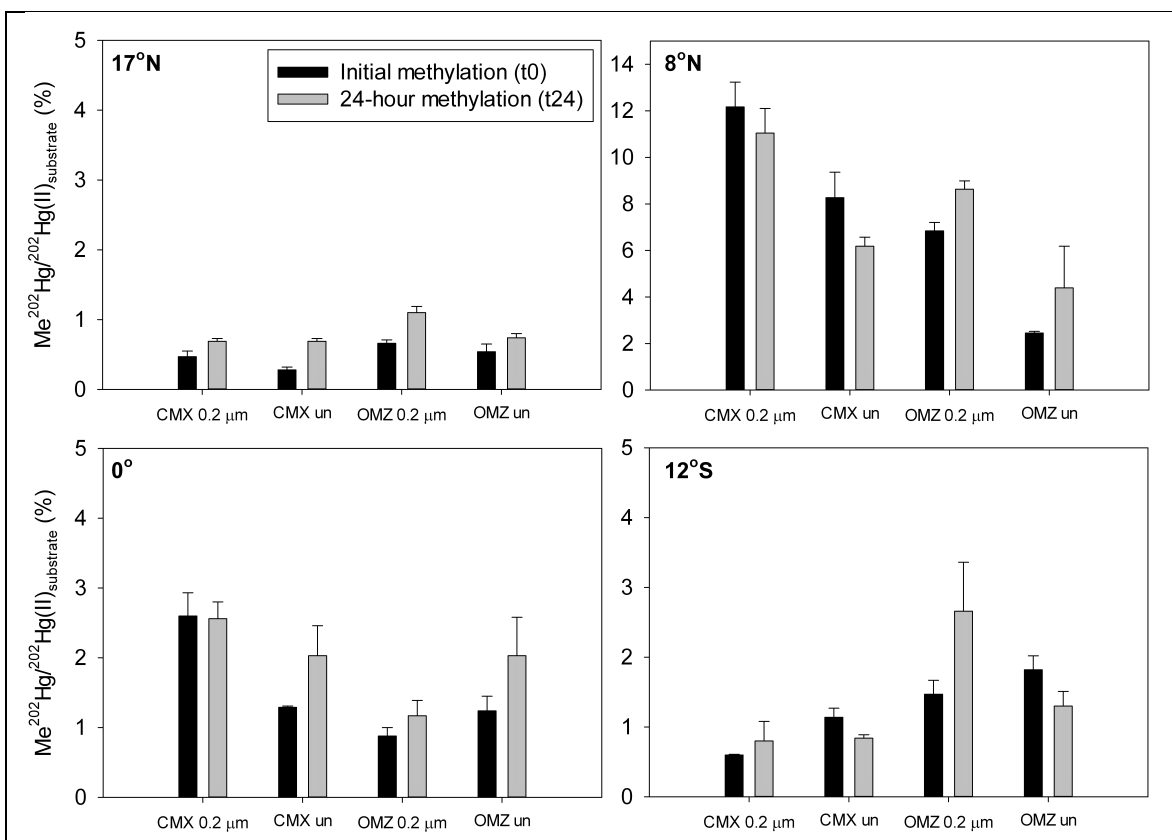 17°N
Initial methylation (t0)
24-hour methylation (t24)
Me²⁰²Hg/²⁰²Hg(II)substrate (%)
5
4
3
2
1
0
CMX 0.2 μm CMX un OMZ 0.2 μm OMZ un
8°N
14
12
10
8
6
4
2
0
CMX 0.2 μm CMX un OMZ 0.2 μm OMZ un
0°
Me²⁰²Hg/²⁰²Hg(II)substrate (%)
5
4
3
2
1
0
CMX 0.2 μm CMX un OMZ 0.2 μm OMZ un
12°S
5
4
3
2
1
0
CMX 0.2 μm CMX un OMZ 0.2 μm OMZ un